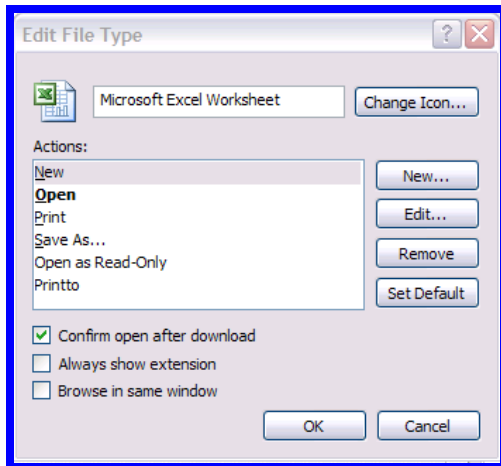 Edit File Type
Microsoft Excel Worksheet
Change Icon...
Actions:
New
Open
Print
Save As...
Open as Read-Only
Printto
New...
Edit...
Remove
Set Default
Confirm open after download
Always show extension
Browse in same window
OK
Cancel